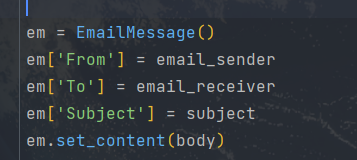 em = EmailMessage()
em['From'] = email_sender
em['To'] = email_receiver
em['Subject'] = subject
em.set_content(body)